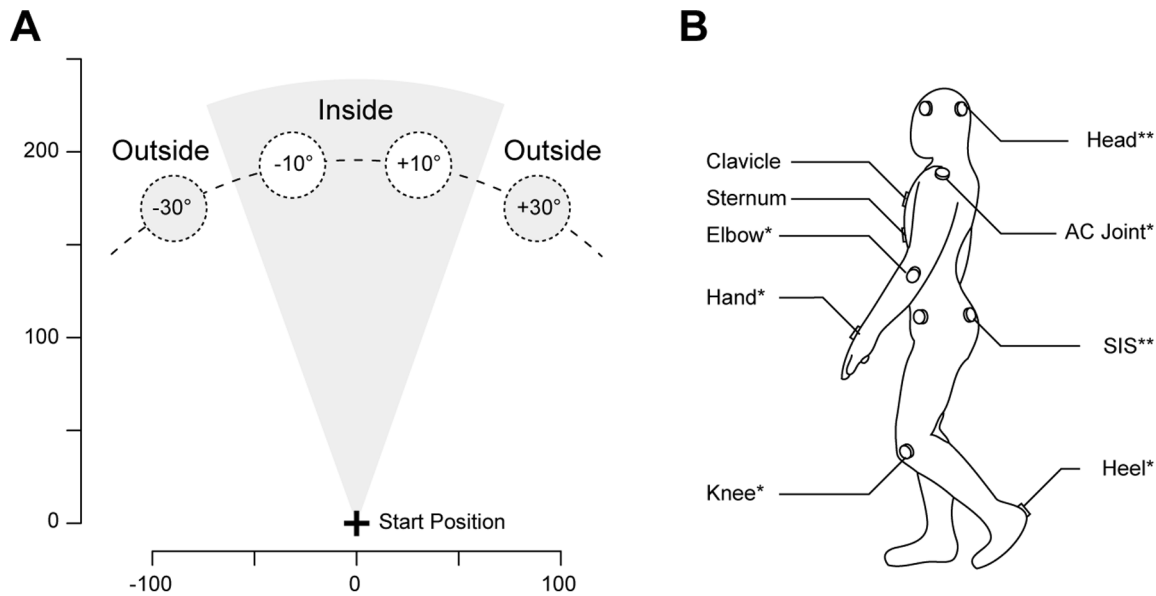 A
Inside
Outside
Outside
-10°
+10°
-30°
+30°
200
100
0
Start Position
-100
0
100
B
Head**
Clavicle
Sternum
Elbow*
AC Joint*
Hand*
SIS**
Heel*
Knee*